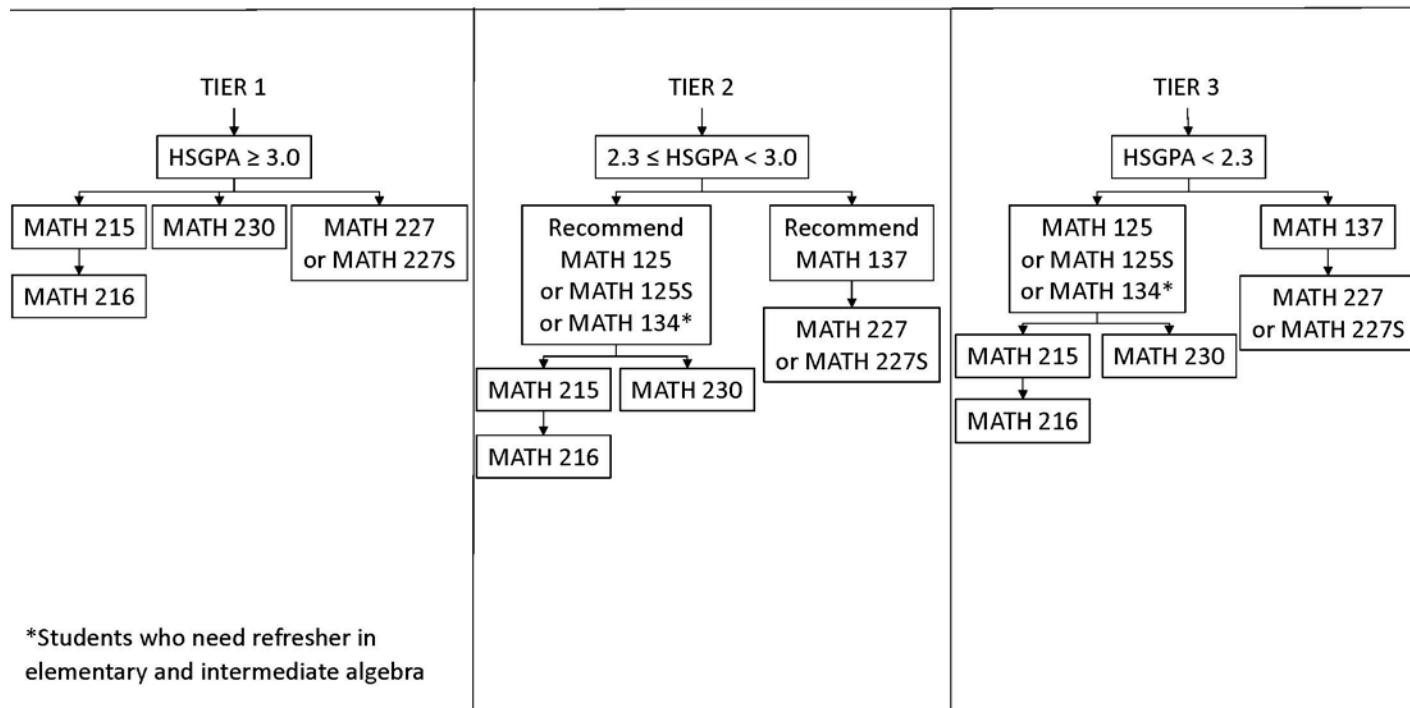 TIER 1
HSGPA ≥ 3.0
MATH 215
MATH 230
MATH 227
or MATH 227S
MATH 216
*Students who need refresher in
elementary and intermediate algebra
TIER 2
2.3 ≤ HSGPA < 3.0
Recommend
MATH 125
or MATH 125S
or MATH 134*
Recommend
MATH 137
MATH 227
or MATH 227S
MATH 215
MATH 230
MATH 216
TIER 3
HSGPA < 2.3
MATH 125
or MATH 125S
or MATH 134*
MATH 137
MATH 227
or MATH 227S
MATH 215
MATH 230
MATH 216